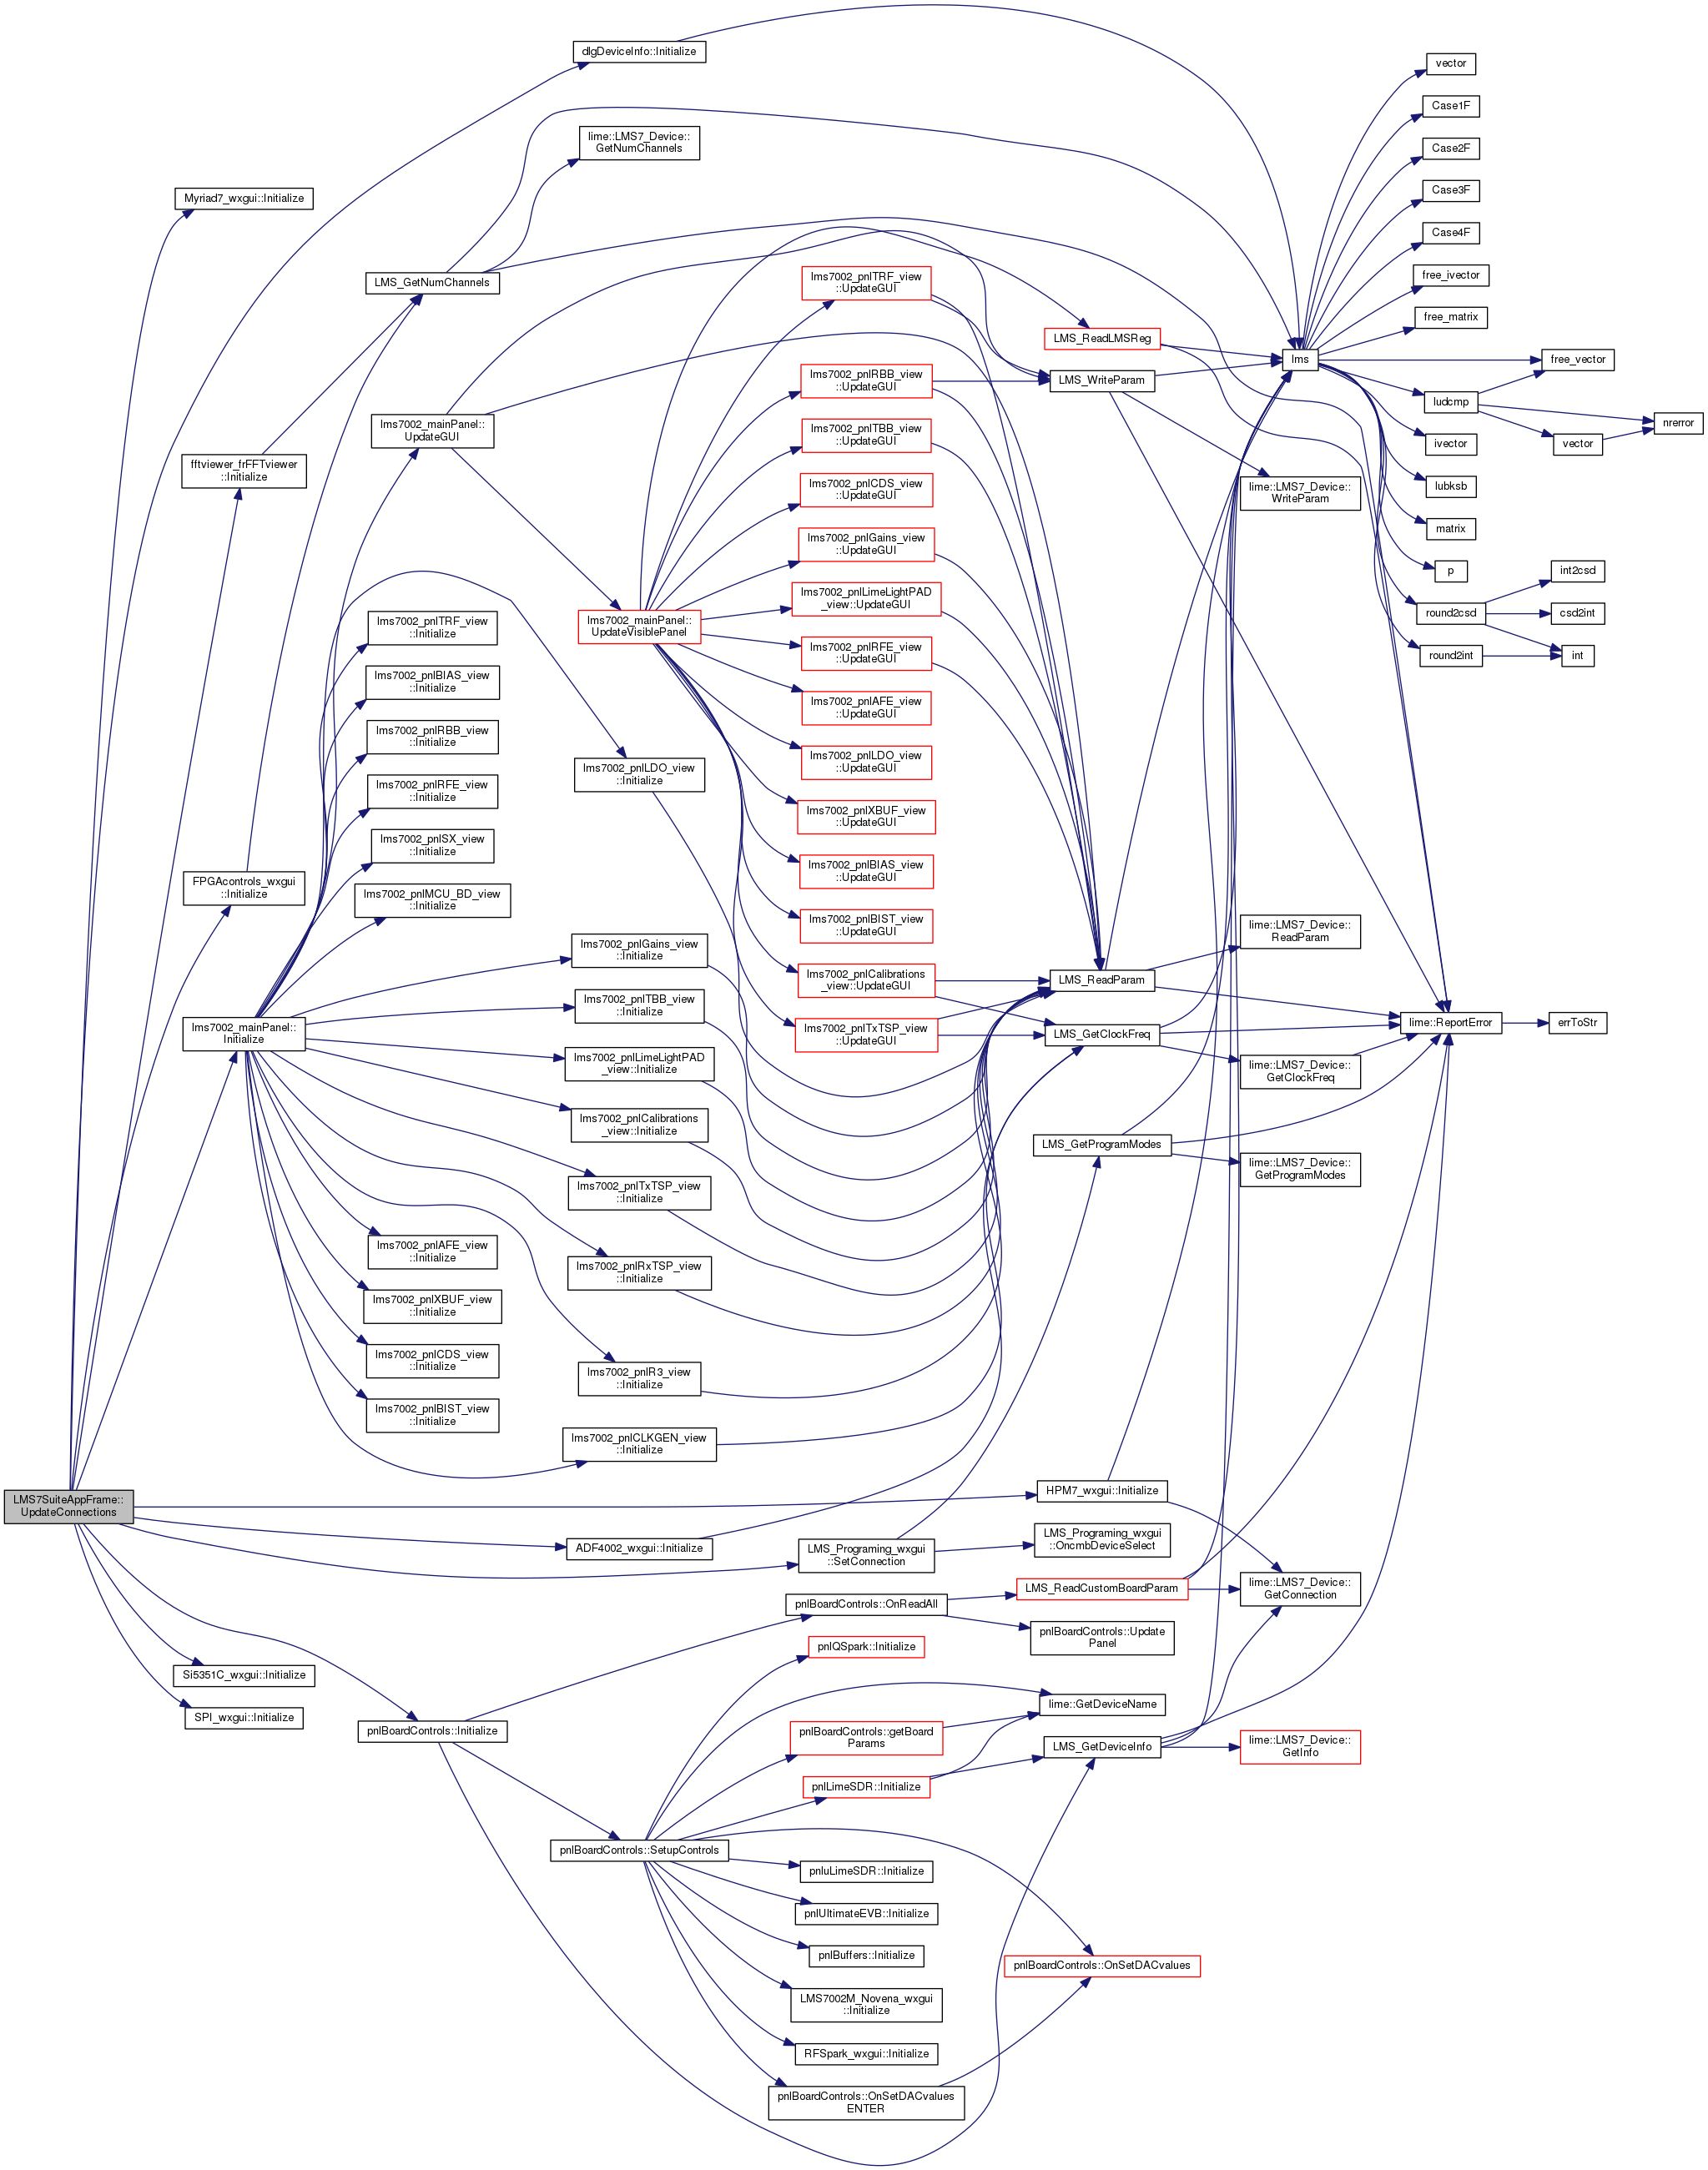 dlgDeviceInfo::Initialize
vector
Case1F
lime::LMS7_Device::
GetNumChannels
Case2F
Myriad7_wxgui::Initialize
Case3F
Case4F
LMS_GetNumChannels
lms7002_pnlTRF_view
::UpdateGUI
free_ivector
free_matrix
LMS_ReadLMSReg
lms
free_vector
lms7002_pnlRBB_view
::UpdateGUI
LMS_WriteParam
ludcmp
nrerror
lms7002_mainPanel::
UpdateGUI
lms7002_pnlTBB_view
::UpdateGUI
ivector
vector
fftviewer_frFFTviewer
::Initialize
lms7002_pnlCDS_view
::UpdateGUI
lime::LMS7_Device::
WriteParam
lubksb
matrix
lms7002_pnlGains_view
::UpdateGUI
p
int2csd
lms7002_pnlLimeLightPAD
_view::UpdateGUI
round2csd
csd2int
lms7002_pnlTRF_view
::Initialize
lms7002_mainPanel::
UpdateVisiblePanel
lms7002_pnlRFE_view
::UpdateGUI
round2int
int
lms7002_pnlBIAS_view
::Initialize
lms7002_pnlAFE_view
::UpdateGUI
lms7002_pnlRBB_view
::Initialize
lms7002_pnlLDO_view
::UpdateGUI
lms7002_pnlLDO_view
::Initialize
lms7002_pnlRFE_view
::Initialize
lms7002_pnlXBUF_view
::UpdateGUI
lms7002_pnlSX_view
::Initialize
lms7002_pnlBIAS_view
::UpdateGUI
FPGAcontrols_wxgui
::Initialize
lms7002_pnlMCU_BD_view
::Initialize
lms7002_pnlBIST_view
::UpdateGUI
lime::LMS7_Device::
ReadParam
lms7002_pnlGains_view
::Initialize
lms7002_pnlCalibrations
_view::UpdateGUI
LMS_ReadParam
lms7002_pnlTBB_view
::Initialize
lime::ReportError
errToStr
lms7002_mainPanel::
Initialize
lms7002_pnlTxTSP_view
::UpdateGUI
LMS_GetClockFreq
lms7002_pnlLimeLightPAD
_view::Initialize
lime::LMS7_Device::
GetClockFreq
lms7002_pnlCalibrations
_view::Initialize
LMS_GetProgramModes
lime::LMS7_Device::
GetProgramModes
lms7002_pnlTxTSP_view
::Initialize
lms7002_pnlAFE_view
::Initialize
lms7002_pnlRxTSP_view
::Initialize
lms7002_pnlXBUF_view
::Initialize
lms7002_pnlCDS_view
::Initialize
lms7002_pnlR3_view
::Initialize
lms7002_pnlBIST_view
::Initialize
lms7002_pnlCLKGEN_view
::Initialize
LMS7SuiteAppFrame::
UpdateConnections
HPM7_wxgui::Initialize
ADF4002_wxgui::Initialize
LMS_Programing_wxgui
::SetConnection
LMS_Programing_wxgui
::OncmbDeviceSelect
LMS_ReadCustomBoardParam
lime::LMS7_Device::
GetConnection
pnlBoardControls::OnReadAll
pnlBoardControls::Update
Panel
pnlQSpark::Initialize
Si5351C_wxgui::Initialize
lime::GetDeviceName
SPI_wxgui::Initialize
pnlBoardControls::Initialize
pnlBoardControls::getBoard
Params
LMS_GetDeviceInfo
lime::LMS7_Device::
GetInfo
pnlLimeSDR::Initialize
pnlBoardControls::SetupControls
pnluLimeSDR::Initialize
pnlUltimateEVB::Initialize
pnlBuffers::Initialize
pnlBoardControls::OnSetDACvalues
LMS7002M_Novena_wxgui
::Initialize
RFSpark_wxgui::Initialize
pnlBoardControls::OnSetDACvalues
ENTER